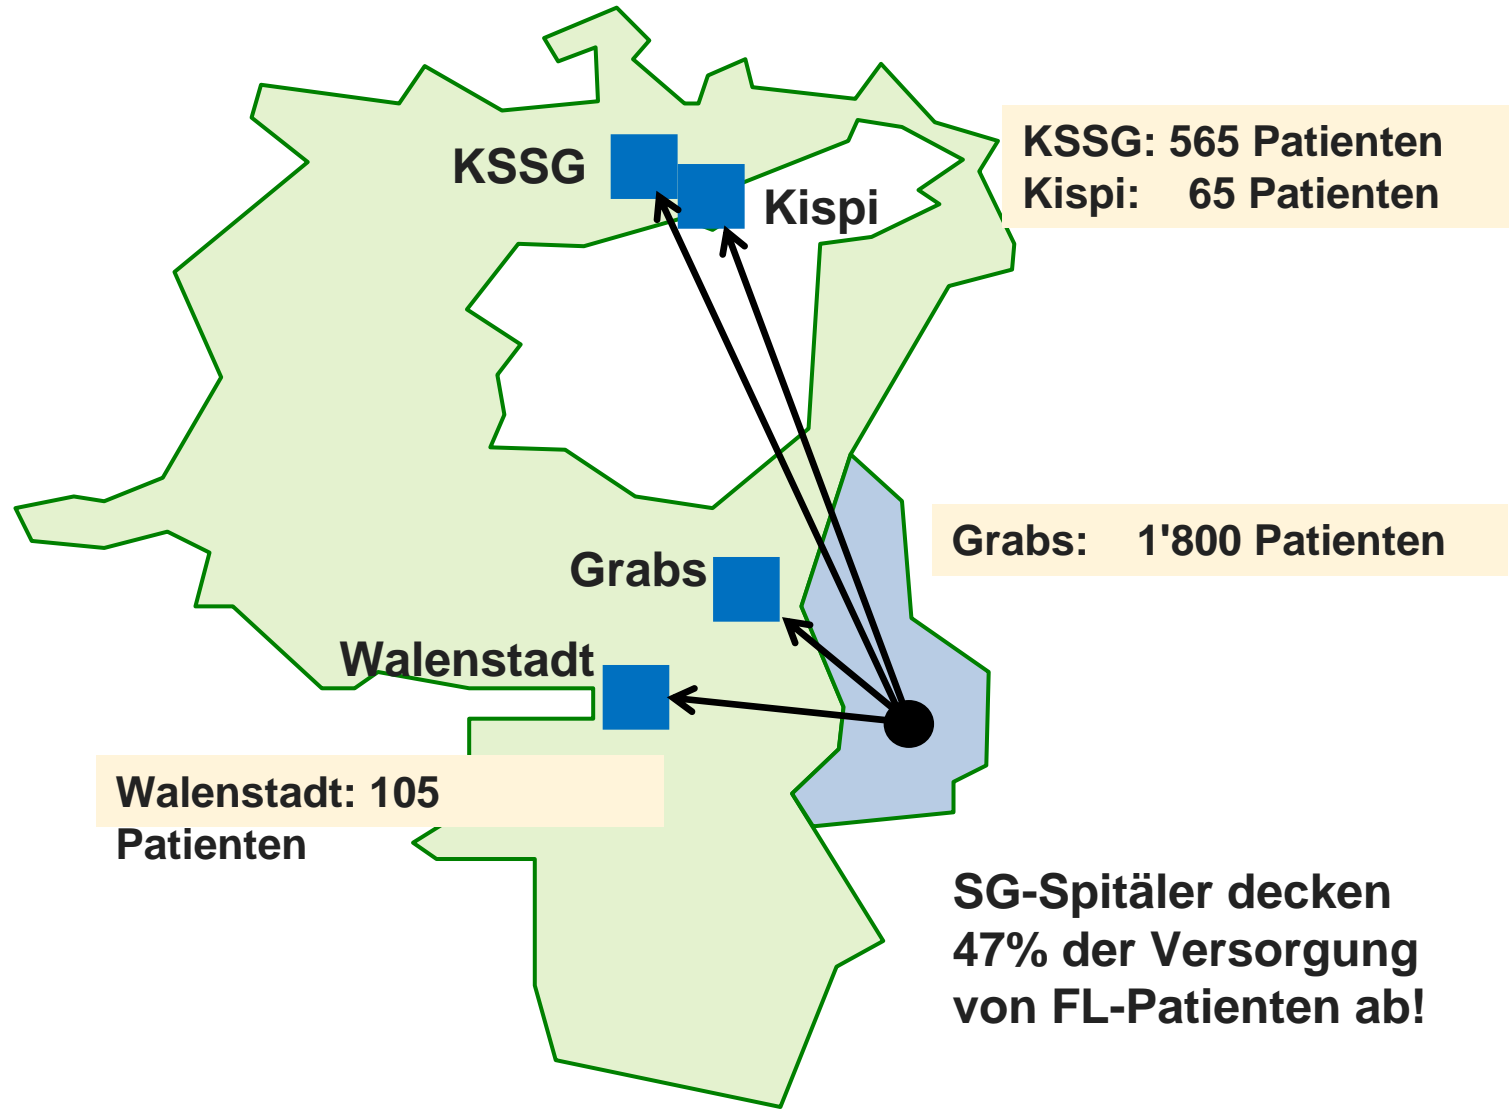 KSSG
Kispi
KSSG: 565 Patienten
Kispi: 65 Patienten
Grabs: 1'800 Patienten
Grabs
Walenstadt
Walenstadt: 105
Patienten
SG-Spitäler decken
47% der Versorgung
von FL-Patienten ab!